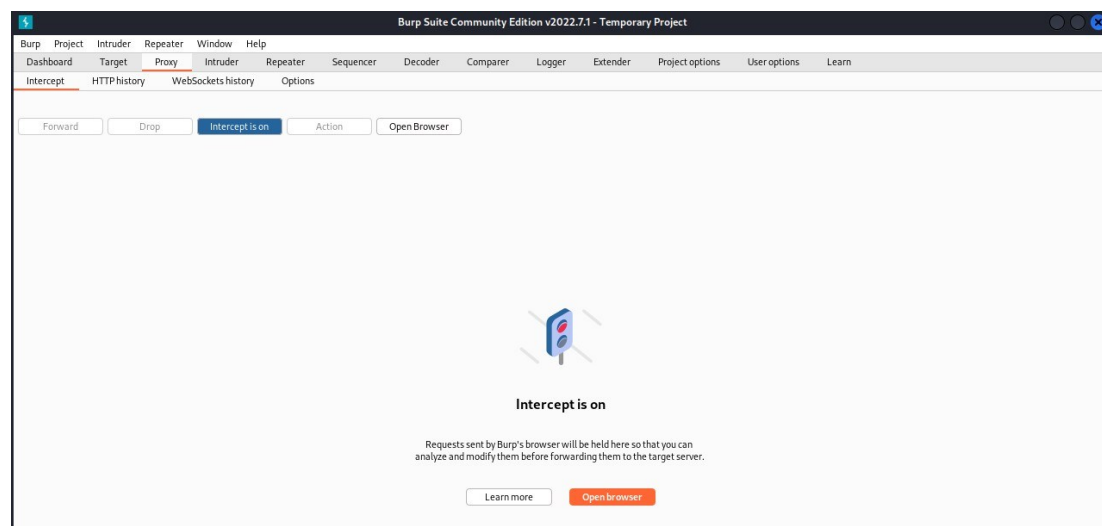 Burp Suite Community Edition v2022.7.1 - Temporary Project
Burp Project Intruder Repeater Window Help
Dashboard Target Proxy Intruder Repeater Sequencer Decoder Comparer Logger Extender Project options User options Learn
Intercept HTTP history WebSockets history Options
Forward Drop Intercept is on Action Open Browser
Intercept is on
Requests sent by Burp's browser will be held here so that you can
analyze and modify them before forwarding them to the target server.
Learn more Open browser